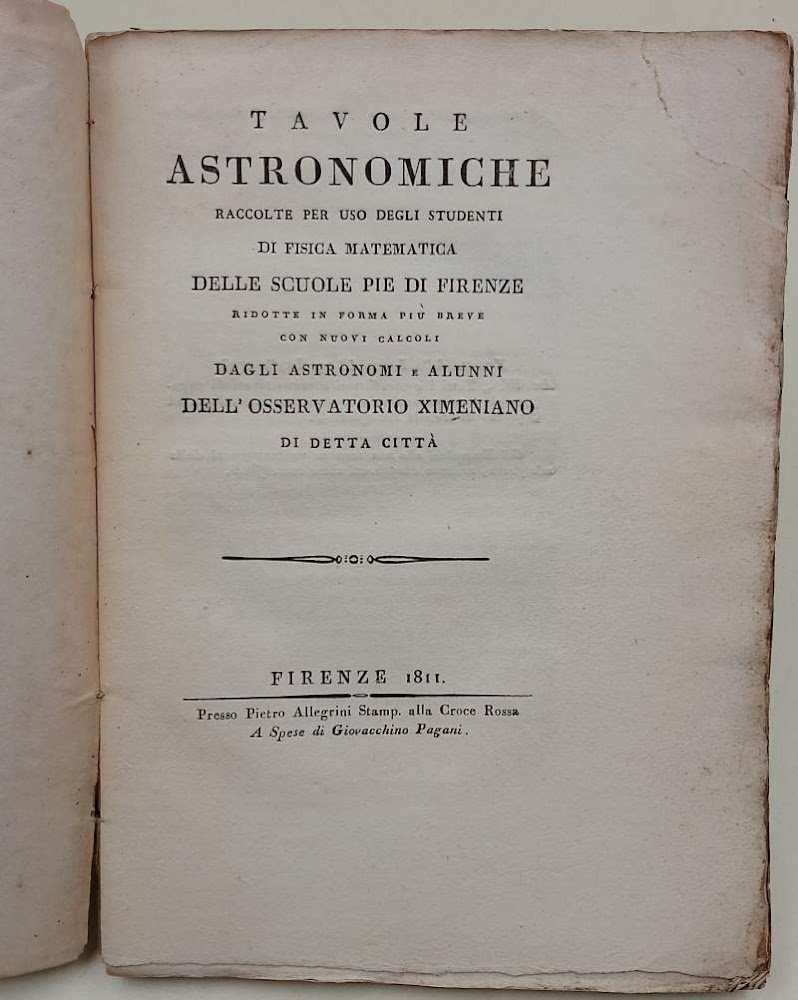 TAVOLE
ASTRONOMICHE
RACCOLTE PER USO DEGLI STUDENTI
DI FISICA MATEMATICA
DELLE SCUOLE PIE DI FIRENZE
RIDOTTE IN FORMA PIÙ BREVE
CON NUOVI CALCOLI
DAGLI ASTRONOMI E ALUNNI
DELL' OSSERVATORIO XIMENIANO
DI DETTA CITTÀ
FIRENZE 1811.
Presso Pietro Allegrini Stamp. alla Croce Rossa
A Spese di Giovacchino Pagani.